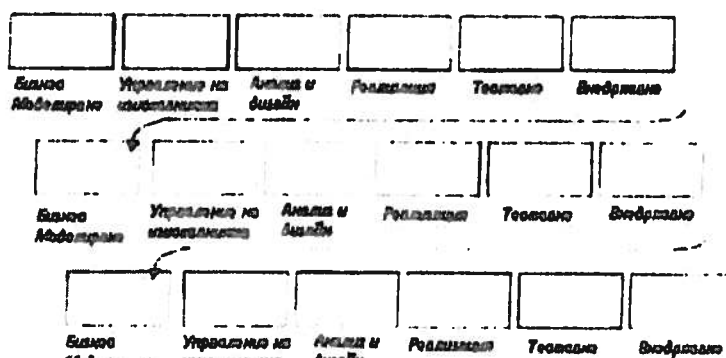 Бизнес Управление на Анализ и Реализация Тестване Внедряване
Моделиране изискванията дизайн
Бизнес Управление на Анализ и Реализация Тестване Внедряване
Моделиране изискванията дизайн
Бизнес Управление на Анализ и Реализация Тестване Внедряване